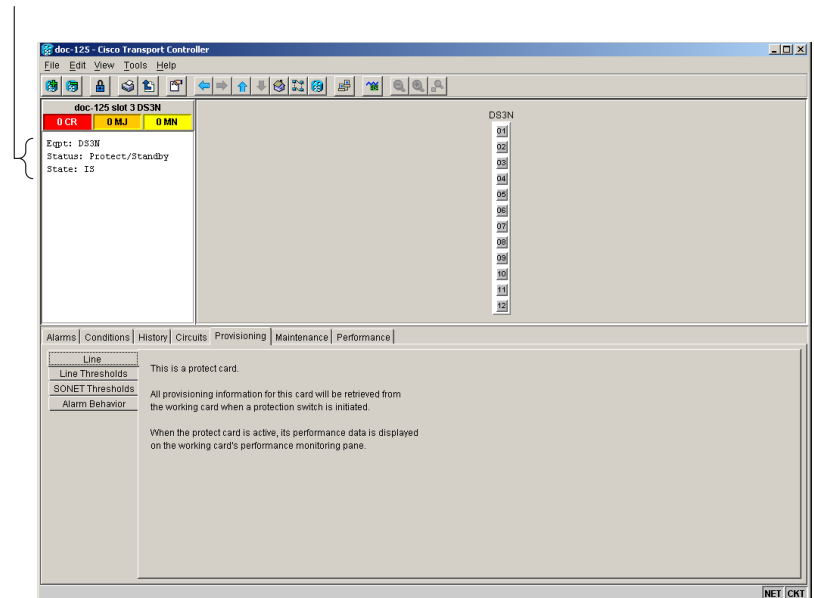 doc-125 - Cisco Transport Controller
File Edit View Tools Help
doc-125 slot 3 DS3N
0 CR 0 MJ 0 MN
Eqpt: DS3N
Status: Protect/Standby
State: IS
DS3N
01
02
03
04
05
06
07
08
09
10
11
12
Alarms Conditions History Circuits Provisioning Maintenance Performance
Line
Line Thresholds
SONET Thresholds
Alarm Behavior
This is a protect card.
All provisioning information for this card will be retrieved from
the working card when a protection switch is initiated.
When the protect card is active, its performance data is displayed
on the working card's performance monitoring pane.
NET CKT